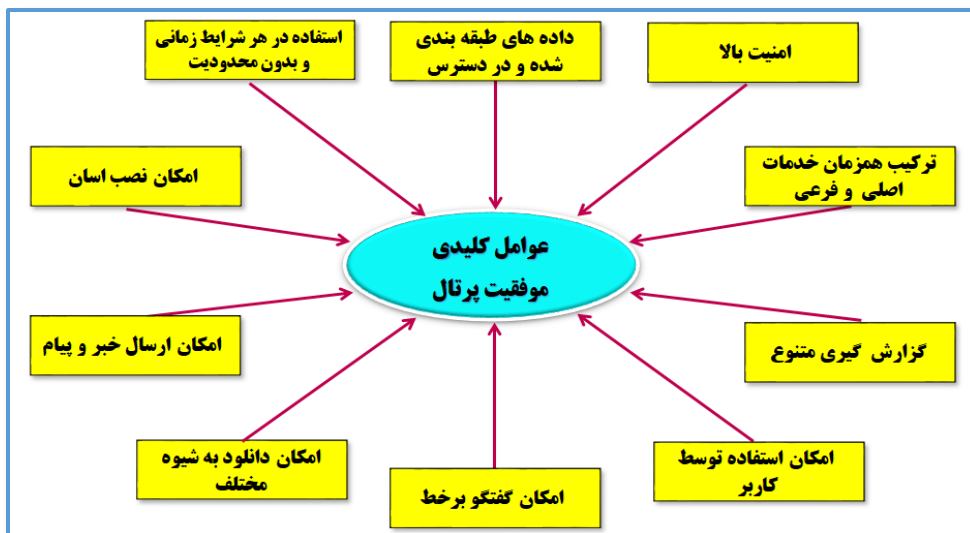 امنیت بالا
داده های طبقه بندی
شده و در دسترس
استفاده در هر شرایط زمانی
و بدون محدودیت
ترکیب همزمان خدمات
اصلی و فرعی
امکان نصب اسان
عوامل کلیدی
موفقیت پرتال
گزارش گیری متنوع
امکان ارسال خبر و پیام
امکان استفاده توسط
کاربر
امکان گفتگو برخط
امکان دانلود به شیوه
مختلف